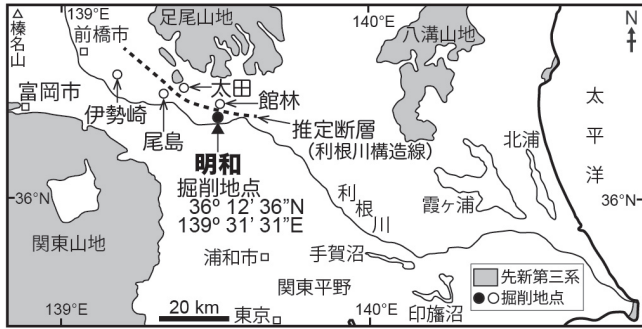 139°E
140°E
N
△榛名山
前橋市
足尾山地
八溝山地
太田
館林
富岡市
伊勢崎
尾島
推定断層
(利根川構造線)
明和
掘削地点
36° 12’ 36”N
139° 31’ 31”E
太平洋
北浦
36°N
36°N
霞ヶ浦
利根川
関東山地
浦和市
手賀沼
関東平野
先新第三系
掘削地点
139°E
20 km
東京
140°E
印旛沼